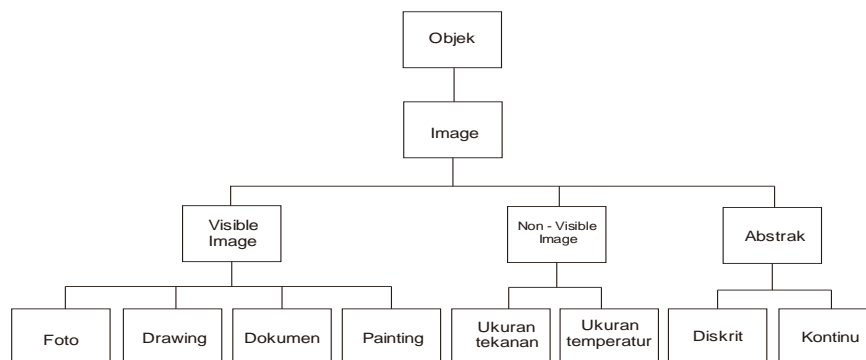 Objek
Image
Visible
Image
Non - Visible
Image
Abstrak
Foto
Drawing
Dokumen
Painting
Ukuran
tekanan
Ukuran
temperatur
Diskrit
Kontinu